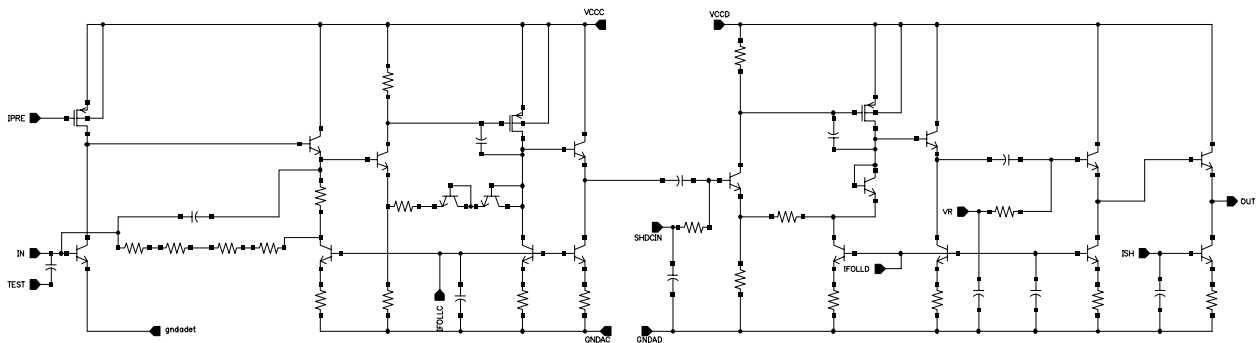 VCCC
VCCD
IPRE
IN
TEST
gndadet
IFOLLC
GNDAC
SHDCIN
GNDAD
IFOLLD
VR
ISH
OUT